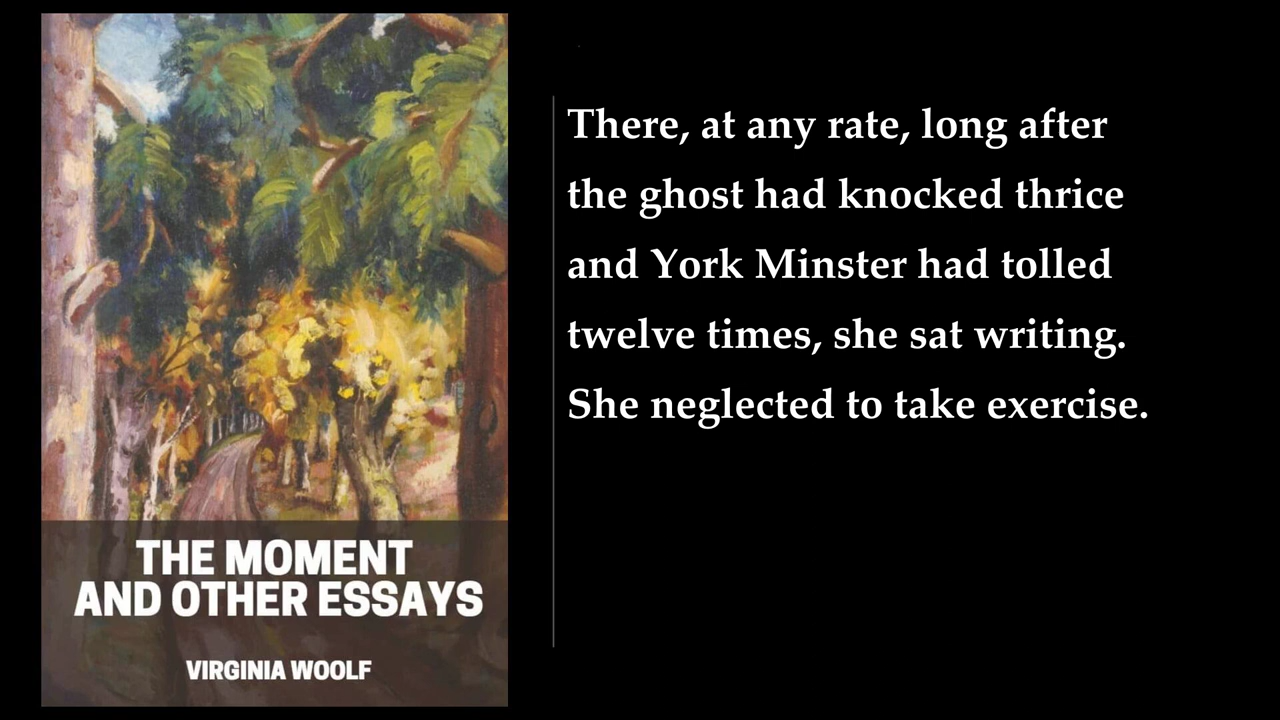 THE MOMENT
AND OTHER ESSAYS
VIRGINIA WOOLF
There, at any rate, long after
the ghost had knocked thrice
and York Minster had tolled
twelve times, she sat writing.
She neglected to take exercise.